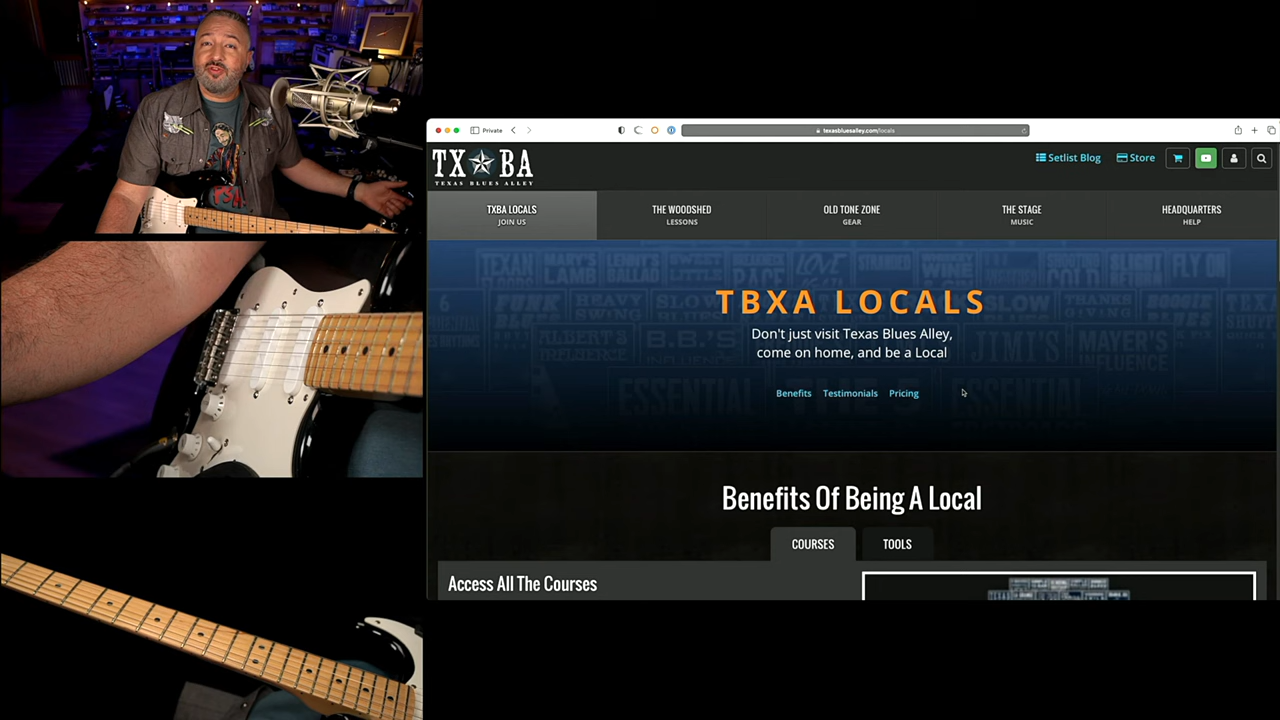 Private
texasbluesalley.com/locals
TX BA
TEXAS BLUES ALLEY
Setlist Blog
Store
TXBA LOCALS
JOIN US
THE WOODSHED
LESSONS
OLD TONE ZONE
GEAR
THE STAGE
MUSIC
HEADQUARTERS
HELP
TBXA LOCALS
Don't just visit Texas Blues Alley,
come on home, and be a Local
Benefits Testimonials Pricing
Benefits Of Being A Local
COURSES
TOOLS
Access All The Courses